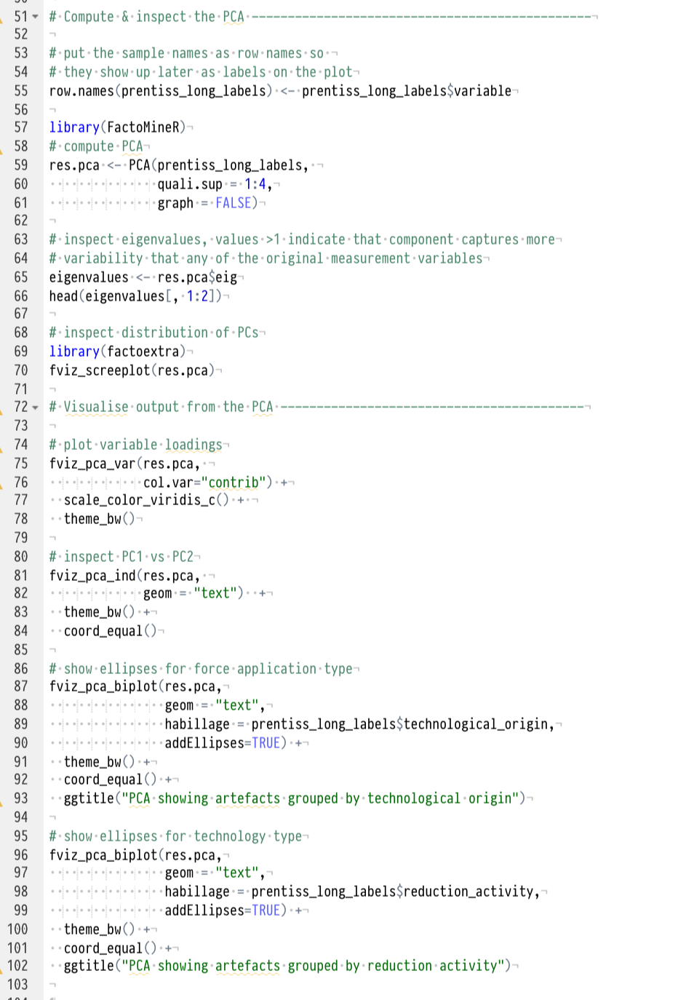 51 # Compute & inspect the PCA -----------------------------------------------
52
53 # put the sample names as row names so
54 # they show up later as labels on the plot
55 row.names(prentiss_long_labels) <- prentiss_long_labels$variable
56
57 library(FactoMineR)
58 # compute PCA
59 res.pca <- PCA(prentiss_long_labels,
60                quali.sup = 1:4,
61                graph = FALSE)
62
63 # inspect eigenvalues, values >1 indicate that component captures more
64 # variability that any of the original measurement variables
65 eigenvalues <- res.pca$eig
66 head(eigenvalues[, 1:2])
67
68 # inspect distribution of PCs
69 library(factoextra)
70 fviz_screeplot(res.pca)
71
72 # Visualise output from the PCA ------------------------------------------
73
74 # plot variable loadings
75 fviz_pca_var(res.pca,
76              col.var="contrib") +
77   scale_color_viridis_c() +
78   theme_bw()
79
80 # inspect PC1 vs PC2
81 fviz_pca_ind(res.pca,
82              geom = "text")  +
83   theme_bw() +
84   coord_equal()
85
86 # show ellipses for force application type
87 fviz_pca_biplot(res.pca,
88                 geom = "text",
89                 habillage = prentiss_long_labels$technological_origin,
90                 addEllipses=TRUE) +
91   theme_bw() +
92   coord_equal() +
93   ggtitle("PCA showing artefacts grouped by technological origin")
94
95 # show ellipses for technology type
96 fviz_pca_biplot(res.pca,
97                 geom = "text",
98                 habillage = prentiss_long_labels$reduction_activity,
99                 addEllipses=TRUE) +
100   theme_bw() +
101   coord_equal() +
102   ggtitle("PCA showing artefacts grouped by reduction activity")
103